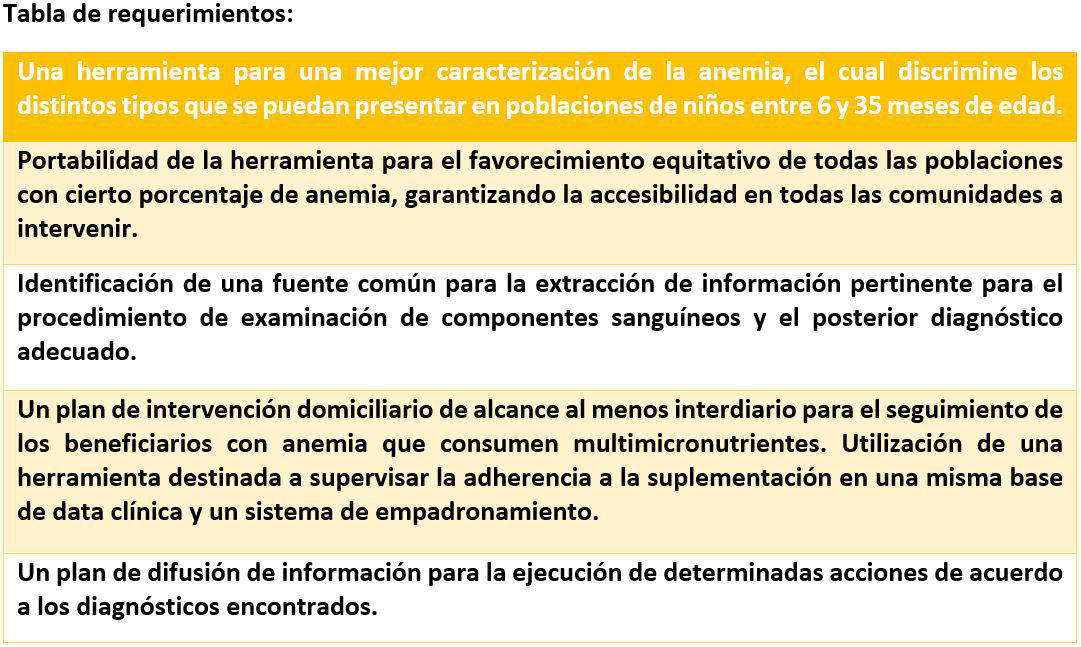 Tabla de requerimientos:
Una herramienta para una mejor caracterización de la anemia, el cual discrimine los
distintos tipos que se puedan presentar en poblaciones de niños entre 6 y 35 meses de edad.
Portabilidad de la herramienta para el favorecimiento equitativo de todas las poblaciones
con cierto porcentaje de anemia, garantizando la accesibilidad en todas las comunidades a
intervenir.
Identificación de una fuente común para la extracción de información pertinente para el
procedimiento de examinación de componentes sanguíneos y el posterior diagnóstico
adecuado.
Un plan de intervención domiciliario de alcance al menos interdiario para el seguimiento de
los beneficiarios con anemia que consumen multimicronutrientes. Utilización de una
herramienta destinada a supervisar la adherencia a la suplementación en una misma base
de data clínica y un sistema de empadronamiento.
Un plan de difusión de información para la ejecución de determinadas acciones de acuerdo
a los diagnósticos encontrados.